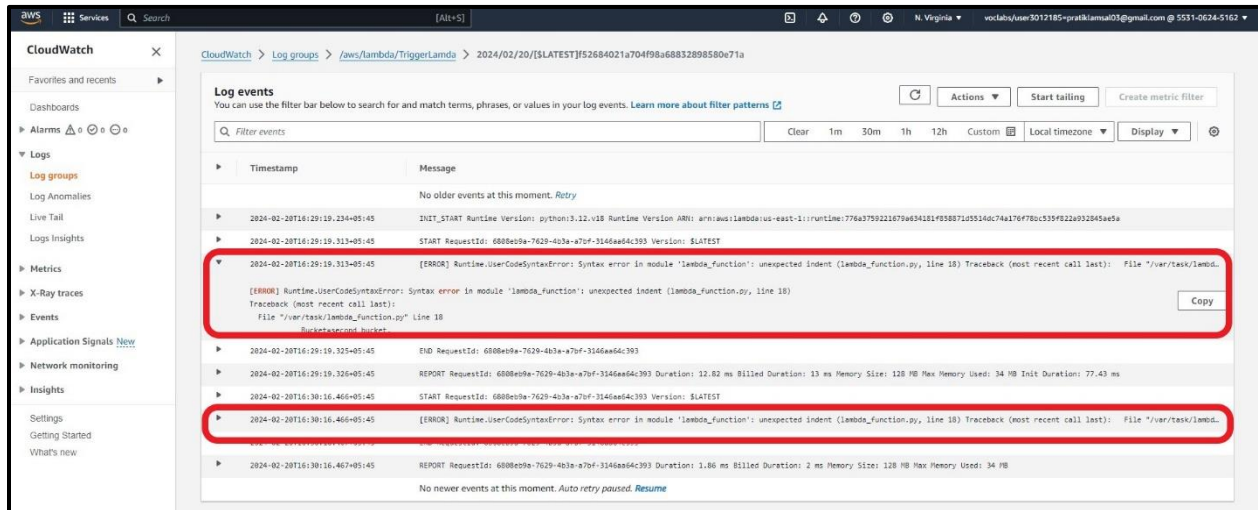 aws Services Search [Alt+S] N. Virginia voclabs/user3012185=pratiklamsal03@gmail.com @ 5531-0624-5162
CloudWatch
CloudWatch > Log groups > /aws/lambda/TriggerLamda > 2024/02/20/[$LATEST]f52684021a704f98a68832898580e71a
Favorites and recents
Dashboards
Alarms 0 0 0
Logs
Log groups
Log Anomalies
Live Tail
Logs Insights
Metrics
X-Ray traces
Events
Application Signals New
Network monitoring
Insights
Settings
Getting Started
What's new
Log events
You can use the filter bar below to search for and match terms, phrases, or values in your log events. Learn more about filter patterns
Actions Start tailing Create metric filter
Filter events Clear 1m 30m 1h 12h Custom Local timezone Display
Timestamp Message
No older events at this moment. Retry
2024-02-20T16:29:19.234+05:45 INIT_START Runtime Version: python:3.12.v18 Runtime Version ARN: arn:aws:lambda:us-east-1::runtime:776a3759221679a634181f858871d5514dc74a176f78bc535f822a932845ae5a
2024-02-20T16:29:19.313+05:45 START RequestId: 6808eb9a-7629-4b3a-a7bf-3146aa64c393 Version: $LATEST
2024-02-20T16:29:19.313+05:45 [ERROR] Runtime.UserCodeSyntaxError: Syntax error in module 'lambda_function': unexpected indent (lambda_function.py, line 18) Traceback (most recent call last): File "/var/task/lambd…
[ERROR] Runtime.UserCodeSyntaxError: Syntax error in module 'lambda_function': unexpected indent (lambda_function.py, line 18)
Traceback (most recent call last):
File "/var/task/lambda_function.py" Line 18
Bucket=second_bucket,
Copy
2024-02-20T16:29:19.325+05:45 END RequestId: 6808eb9a-7629-4b3a-a7bf-3146aa64c393
2024-02-20T16:29:19.326+05:45 REPORT RequestId: 6808eb9a-7629-4b3a-a7bf-3146aa64c393 Duration: 12.82 ms Billed Duration: 13 ms Memory Size: 128 MB Max Memory Used: 34 MB Init Duration: 77.43 ms
2024-02-20T16:30:16.466+05:45 START RequestId: 6808eb9a-7629-4b3a-a7bf-3146aa64c393 Version: $LATEST
2024-02-20T16:30:16.466+05:45 [ERROR] Runtime.UserCodeSyntaxError: Syntax error in module 'lambda_function': unexpected indent (lambda_function.py, line 18) Traceback (most recent call last): File "/var/task/lambd…
2024-02-20T16:30:16.467+05:45 REPORT RequestId: 6808eb9a-7629-4b3a-a7bf-3146aa64c393 Duration: 1.86 ms Billed Duration: 2 ms Memory Size: 128 MB Max Memory Used: 34 MB
No newer events at this moment. Auto retry paused. Resume